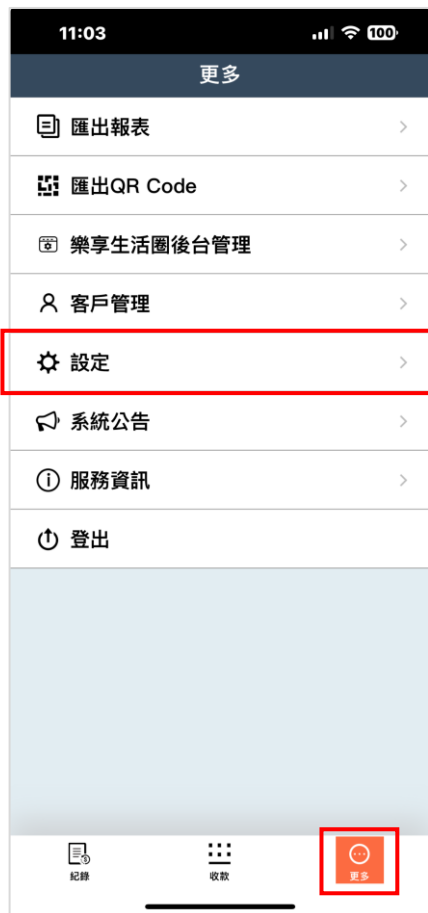 11:03
100
更多
匯出報表
匯出QR Code
樂享生活圈後台管理
客戶管理
設定
系統公告
服務資訊
登出
紀錄
收款
更多